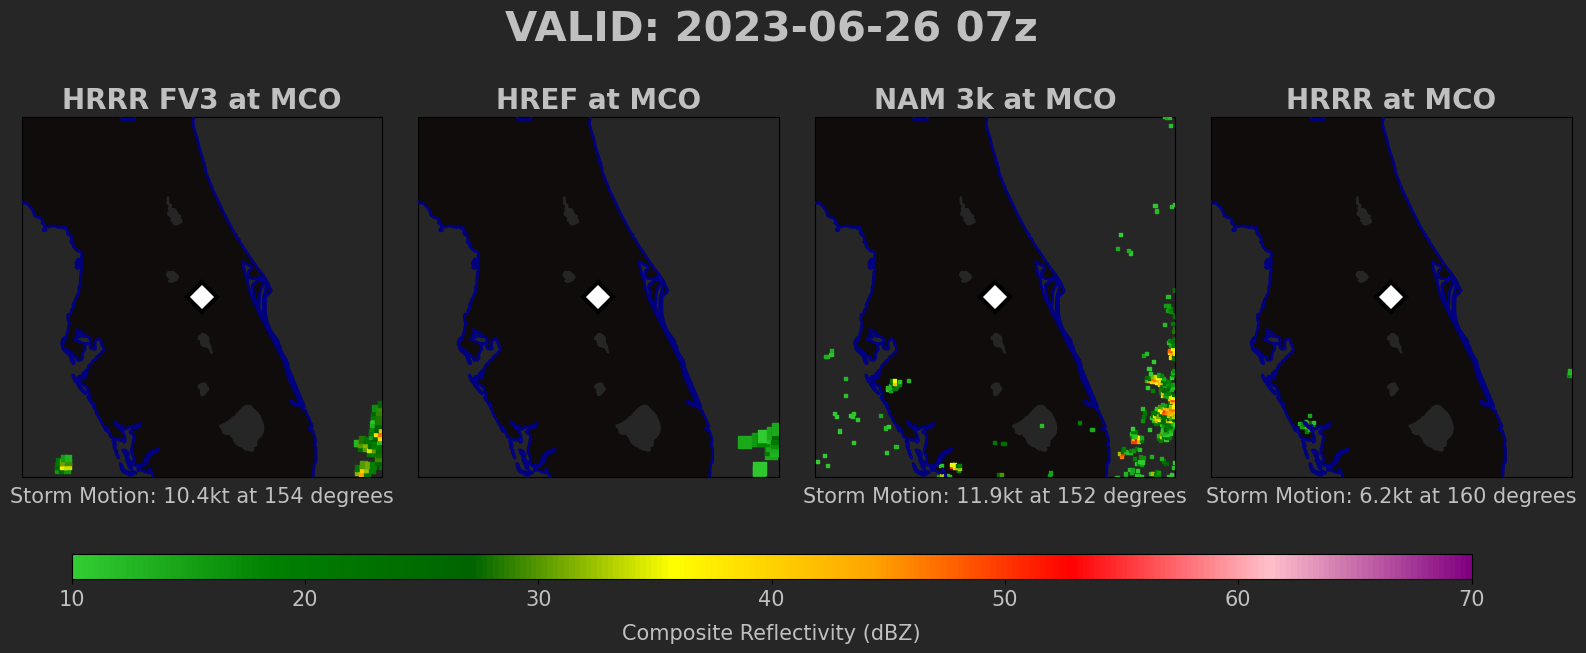 VALID: 2023-06-26 07z
HRRR FV3 at MCO
HREF at MCO
NAM 3k at MCO
HRRR at MCO
Storm Motion: 10.4kt at 154 degrees
Storm Motion: 11.9kt at 152 degrees
Storm Motion: 6.2kt at 160 degrees
10 20 30 40 50 60 70
Composite Reflectivity (dBZ)